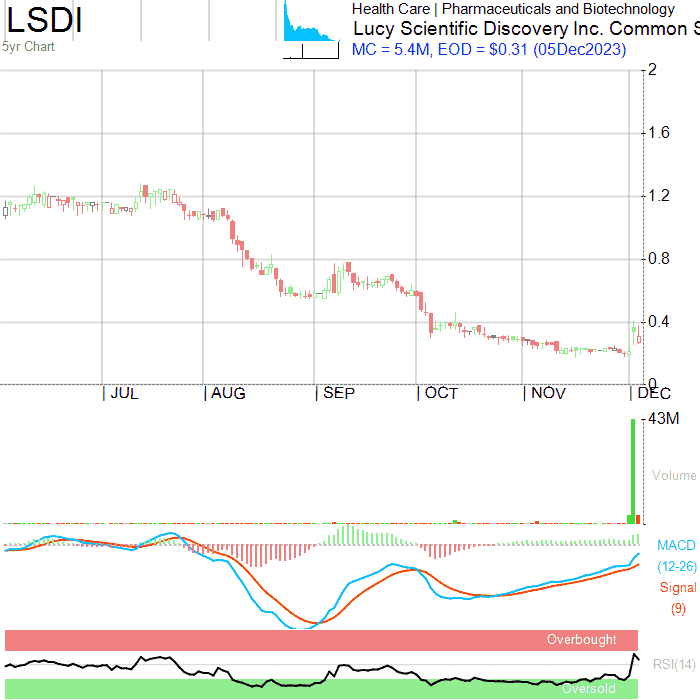 LSDI
5yr Chart
Health Care | Pharmaceuticals and Biotechnology
Lucy Scientific Discovery Inc. Common S
MC = 5.4M, EOD = $0.31 (05Dec2023)
2
1.6
1.2
0.8
0.4
0
JUL AUG SEP OCT NOV DEC
43M
Volume
MACD
(12-26)
Signal
(9)
Overbought
RSI(14)
Oversold